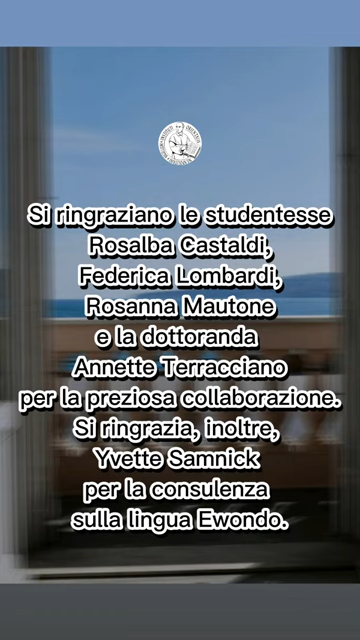 Si ringraziano le studentesse
Rosalba Castaldi,
Federica Lombardi,
Rosanna Mautone
e la dottoranda
Annette Terracciano
per la preziosa collaborazione.
Si ringrazia, inoltre,
Yvette Samnick
per la consulenza
sulla lingua Ewondo.